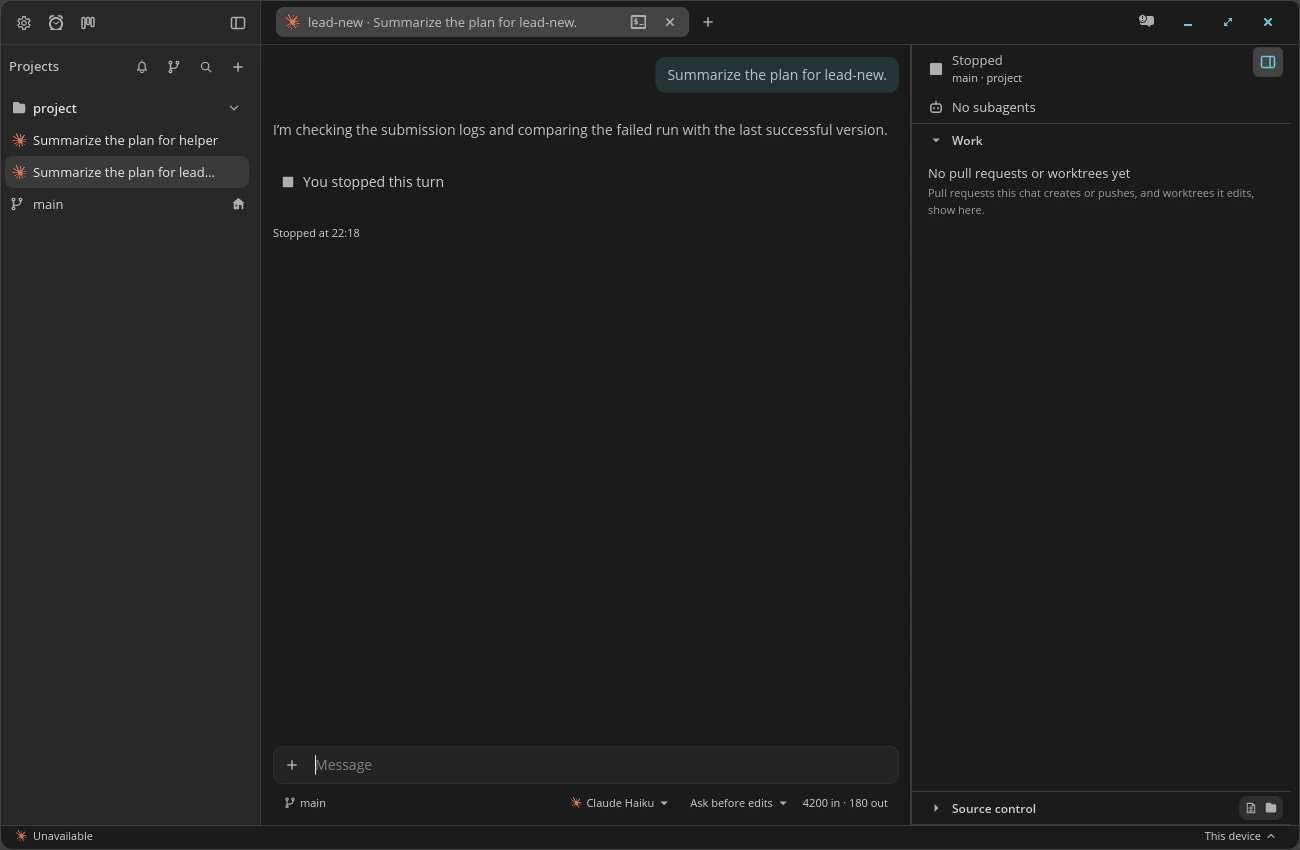 lead-new · Summarize the plan for lead-new.
Projects
project
Summarize the plan for helper
Summarize the plan for lead...
main
Summarize the plan for lead-new.
I'm checking the submission logs and comparing the failed run with the last successful version.
You stopped this turn
Stopped at 22:18
Message
main
Claude Haiku
Ask before edits
4200 in · 180 out
Stopped
main · project
No subagents
Work
No pull requests or worktrees yet
Pull requests this chat creates or pushes, and worktrees it edits,
show here.
Source control
Unavailable
This device